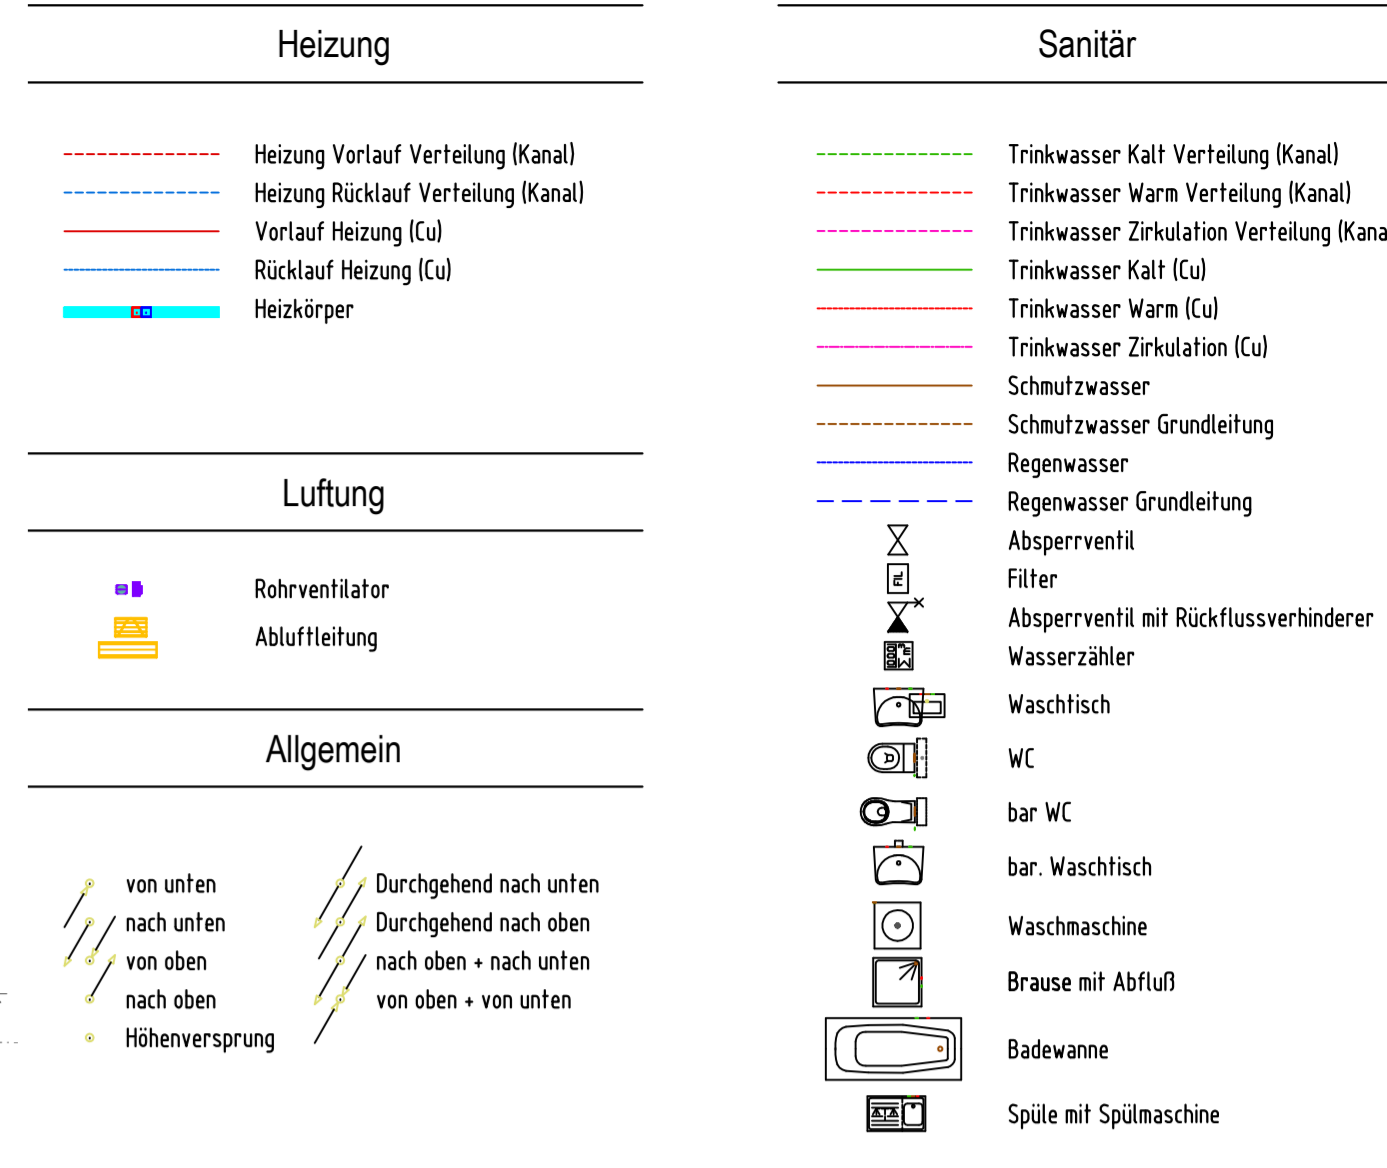 Heizung
Heizung Vorlauf Verteilung (Kanal)
Heizung Rücklauf Verteilung (Kanal)
Vorlauf Heizung (Cu)
Rücklauf Heizung (Cu)
Heizkörper
Luftung
Rohrventilator
Abluftleitung
Allgemein
von unten
nach unten
von oben
nach oben
Höhenversprung
Durchgehend nach unten
Durchgehend nach oben
nach oben + nach unten
von oben + von unten
Sanitär
Trinkwasser Kalt Verteilung (Kanal)
Trinkwasser Warm Verteilung (Kanal)
Trinkwasser Zirkulation Verteilung (Kana
Trinkwasser Kalt (Cu)
Trinkwasser Warm (Cu)
Trinkwasser Zirkulation (Cu)
Schmutzwasser
Schmutzwasser Grundleitung
Regenwasser
Regenwasser Grundleitung
Absperrventil
FIL Filter
Absperrventil mit Rückflussverhinderer
Wasserzähler
Waschtisch
WC
bar WC
bar. Waschtisch
Waschmaschine
Brause mit Abfluß
Badewanne
Spüle mit Spülmaschine